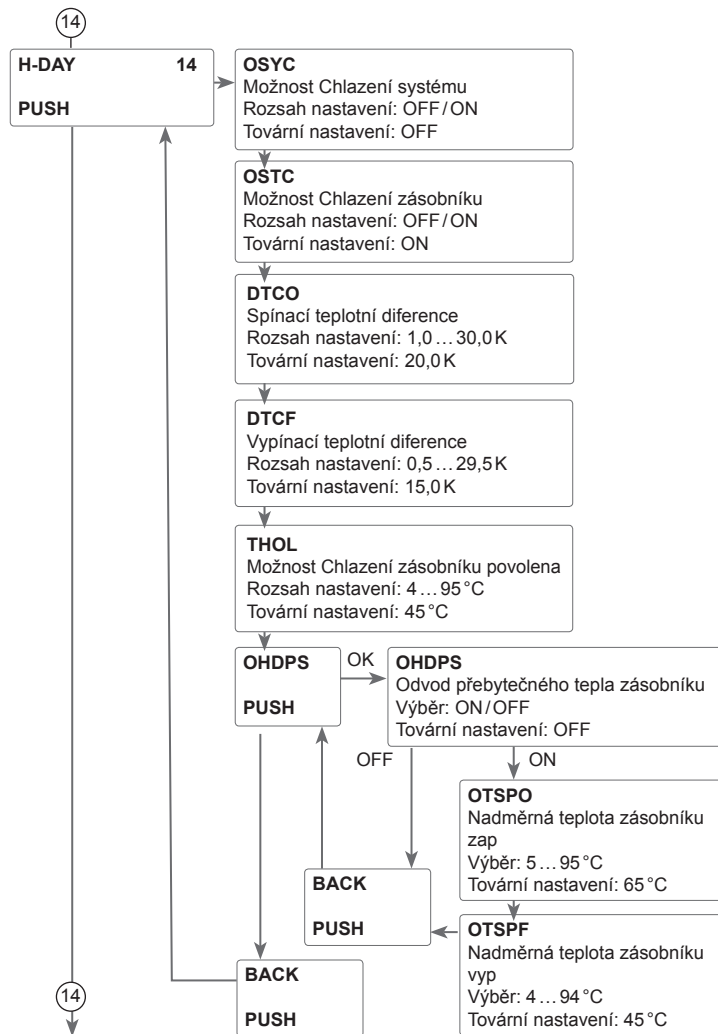 14
H-DAY 14
PUSH
OSYC
Možnost Chlazení systému
Rozsah nastavení: OFF/ON
Tovární nastavení: OFF
OSTC
Možnost Chlazení zásobníku
Rozsah nastavení: OFF/ON
Tovární nastavení: ON
DTCO
Spínací teplotní diference
Rozsah nastavení: 1,0…30,0K
Tovární nastavení: 20,0K
DTCF
Vypínací teplotní diference
Rozsah nastavení: 0,5…29,5K
Tovární nastavení: 15,0K
THOL
Možnost Chlazení zásobníku povolena
Rozsah nastavení: 4…95°C
Tovární nastavení: 45°C
OHDPS
PUSH
OK
OHDPS
Odvod přebytečného tepla zásobníku
Výběr: ON/OFF
Tovární nastavení: OFF
OFF
ON
OTSPO
Nadměrná teplota zásobníku
zap
Výběr: 5…95°C
Tovární nastavení: 65°C
BACK
PUSH
OTSPF
Nadměrná teplota zásobníku
vyp
Výběr: 4…94°C
Tovární nastavení: 45°C
BACK
PUSH
14